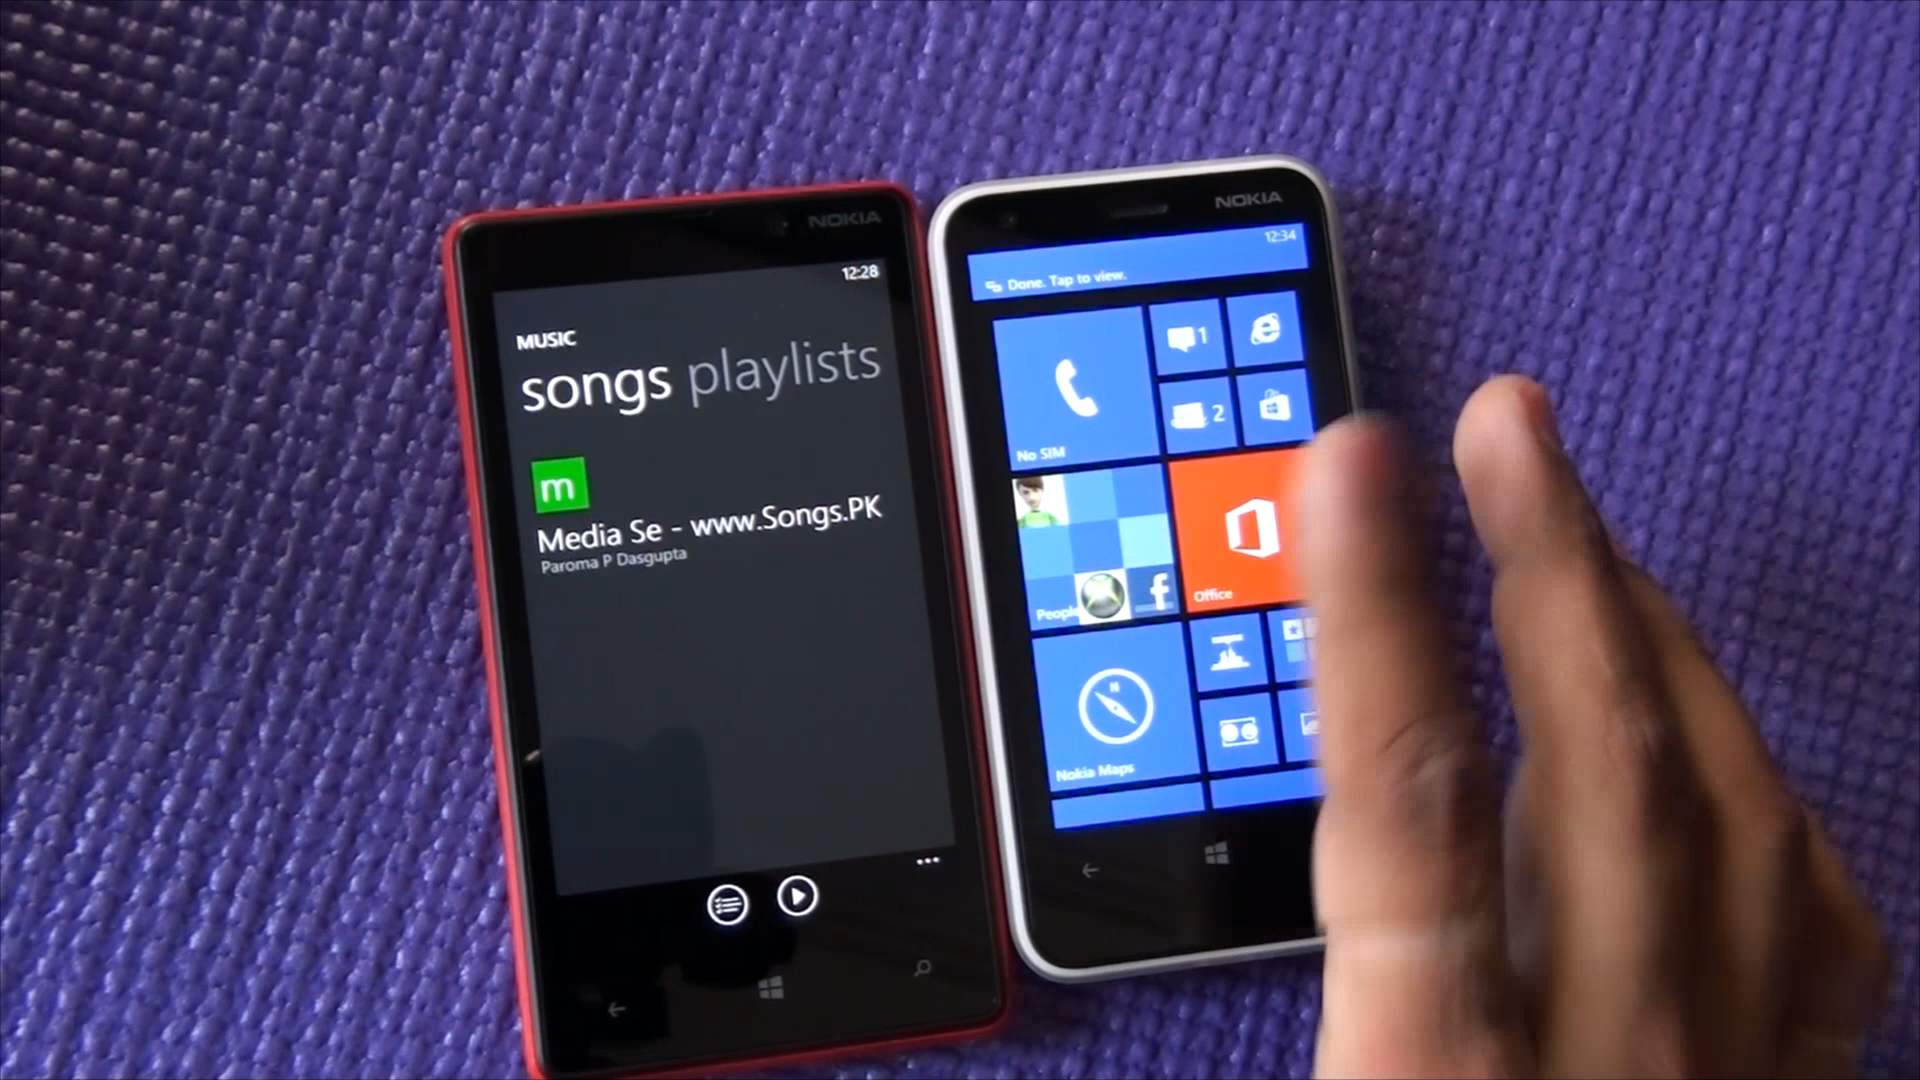 NOKIA
12:28
MUSIC
songs playlists
m
Media Se - www.Songs.PK
Paroma P Dasgupta
NOKIA
12:34
Done. Tap to view.
1
2
No SIM
People
f
Office
N
Nokia Maps